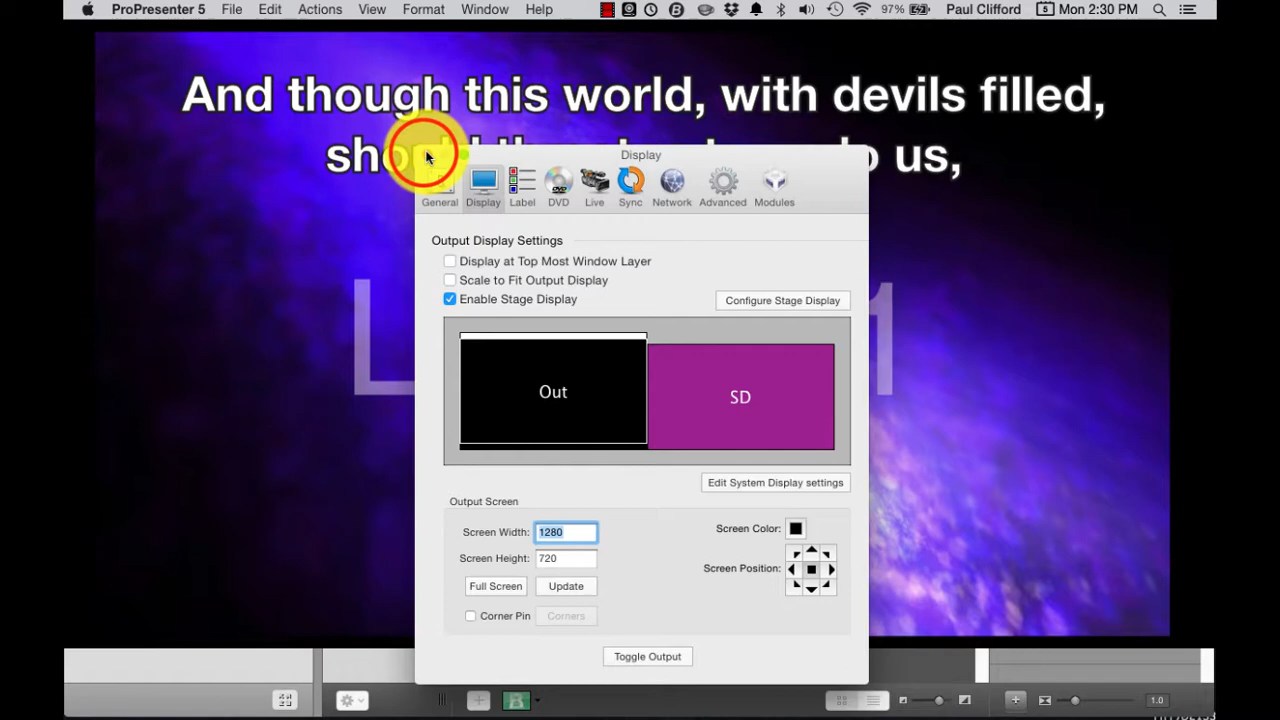 ProPresenter 5 File Edit Actions View Format Window Help 97% Paul Clifford Mon 2:30 PM
And though this world, with devils filled,
us,
Display
General Display Label DVD Live Sync Network Advanced Modules
Output Display Settings
Display at Top Most Window Layer
Scale to Fit Output Display
Enable Stage Display
Configure Stage Display
Out
SD
Edit System Display settings
Output Screen
Screen Width: 1280
Screen Color:
Screen Height: 720
Screen Position:
Full Screen Update
Corner Pin Corners
Toggle Output
B
1.0